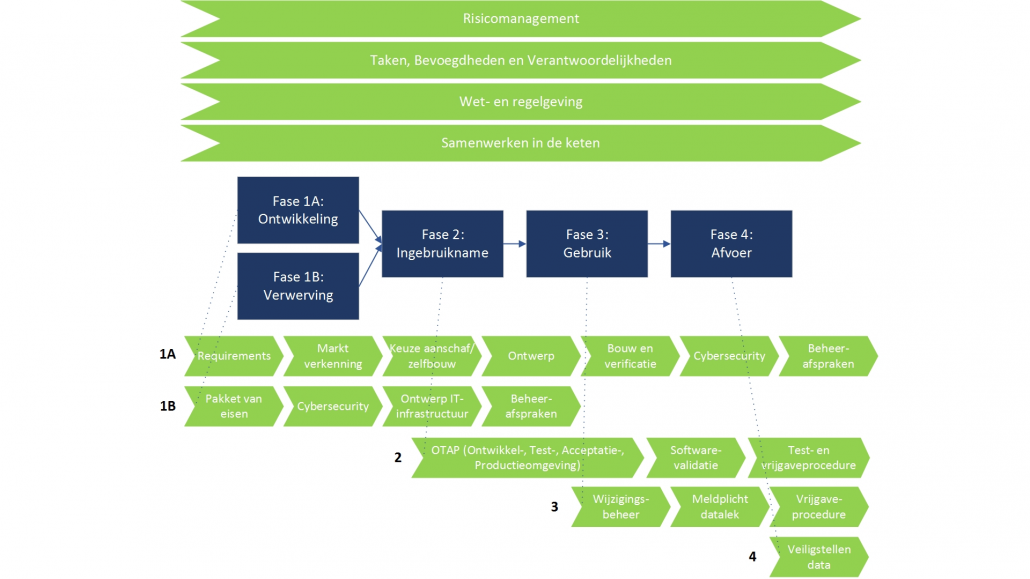 Risicomanagement
Taken, Bevoegdheden en Verantwoordelijkheden
Wet- en regelgeving
Samenwerken in de keten
Fase 1A:
Ontwikkeling
Fase 1B:
Verwerving
Fase 2:
Ingebruikname
Fase 3:
Gebruik
Fase 4:
Afvoer
1A
Requirements
Markt
verkenning
Keuze aanschaf/
zelfbouw
Ontwerp
Bouw en
verificatie
Cybersecurity
Beheer-
afspraken
1B
Pakket van
eisen
Cybersecurity
Ontwerp IT-
infrastructuur
Beheer-
afspraken
2
OTAP (Ontwikkel-, Test-, Acceptatie-,
Productieomgeving)
Software-
validatie
Test- en
vrijgaveprocedure
3
Wijzigings-
beheer
Meldplicht
datalek
Vrijgave-
procedure
4
Veiligstellen
data